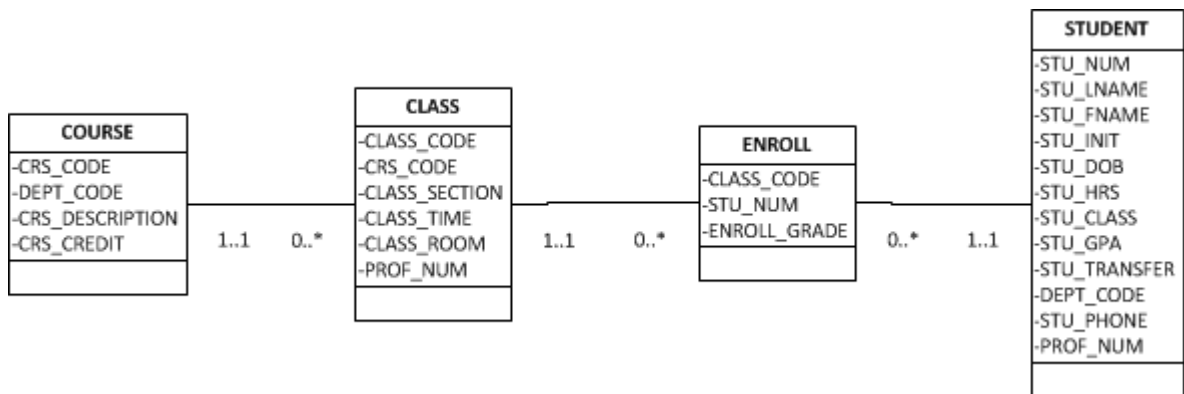 COURSE
-CRS_CODE
-DEPT_CODE
-CRS_DESCRIPTION
-CRS_CREDIT
1..1
0..*
CLASS
-CLASS_CODE
-CRS_CODE
-CLASS_SECTION
-CLASS_TIME
-CLASS_ROOM
-PROF_NUM
1..1
0..*
ENROLL
-CLASS_CODE
-STU_NUM
-ENROLL_GRADE
0..*
1..1
STUDENT
-STU_NUM
-STU_LNAME
-STU_FNAME
-STU_INIT
-STU_DOB
-STU_HRS
-STU_CLASS
-STU_GPA
-STU_TRANSFER
-DEPT_CODE
-STU_PHONE
-PROF_NUM